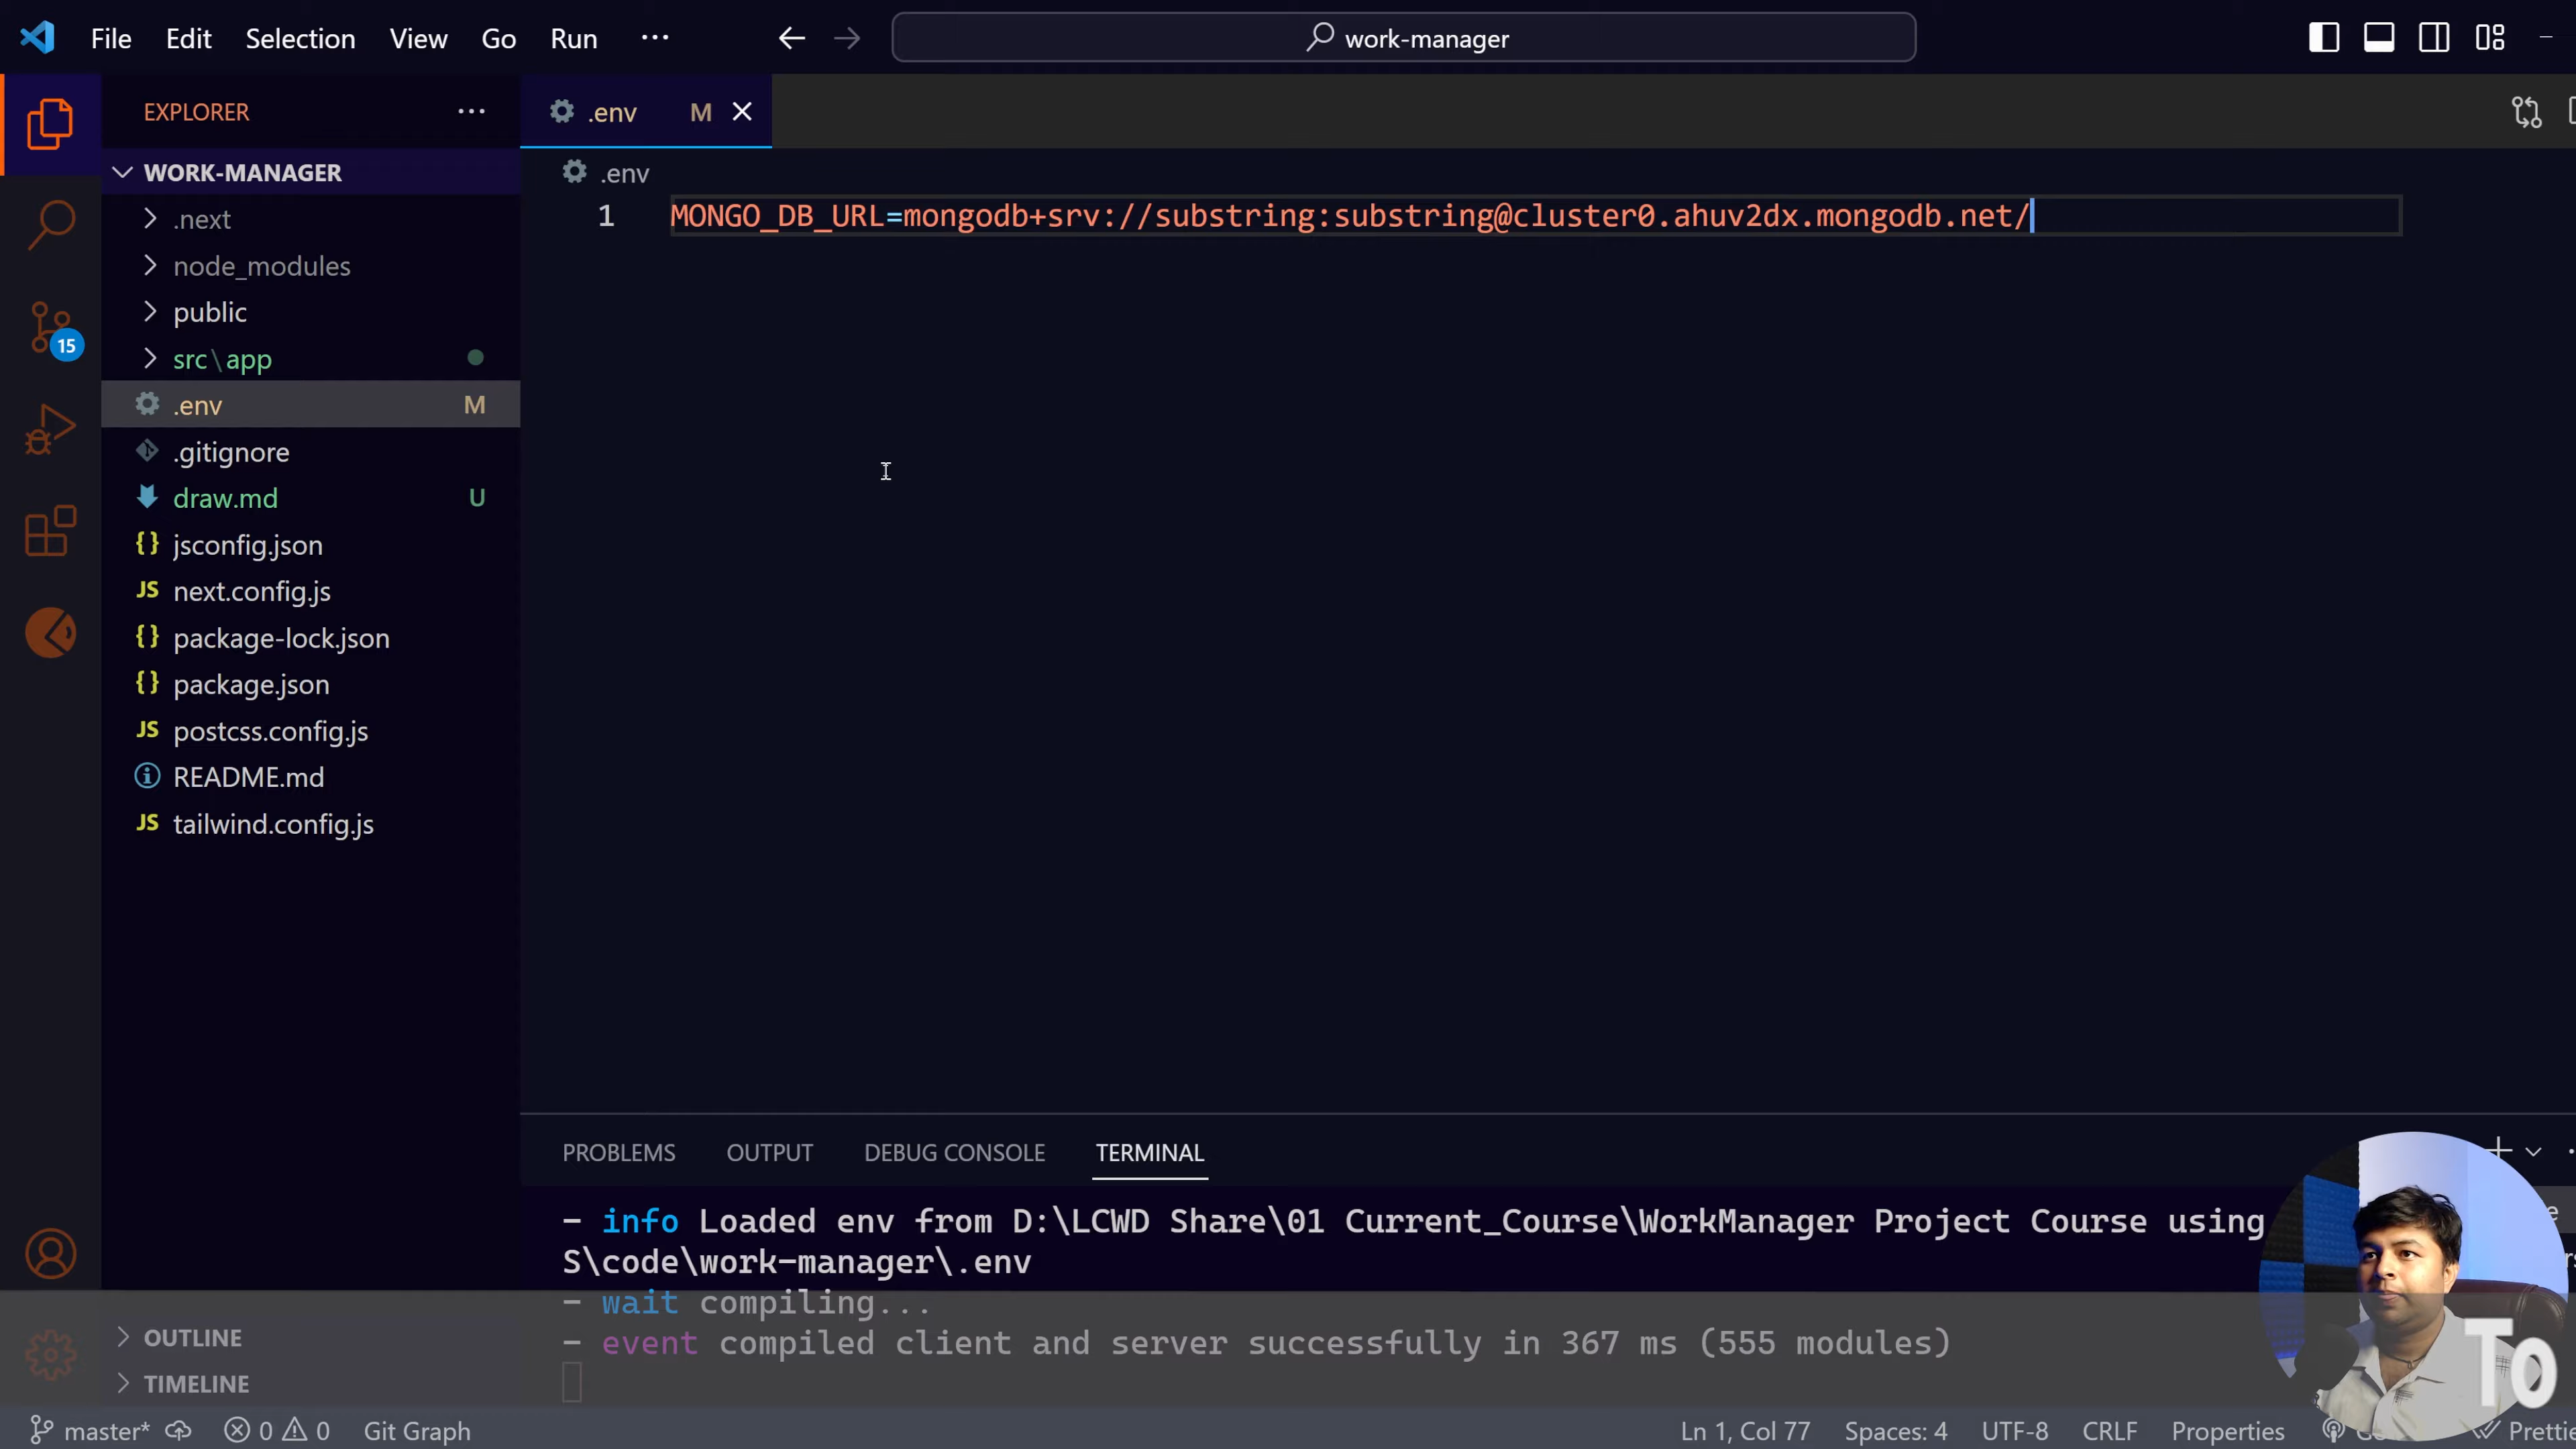 File Edit Selection View Go Run ...
work-manager
EXPLORER ...
.env M
WORK-MANAGER
.env
.next
1 MONGO_DB_URL=mongodb+srv://substring:substring@cluster0.ahuv2dx.mongodb.net/
node_modules
public
src\app
.env M
.gitignore
draw.md U
{} jsconfig.json
JS next.config.js
{} package-lock.json
{} package.json
JS postcss.config.js
README.md
JS tailwind.config.js
15
PROBLEMS OUTPUT DEBUG CONSOLE TERMINAL
- info Loaded env from D:\LCWD Share\01 Current_Course\WorkManager Project Course using
S\code\work-manager\.env
- wait compiling...
- event compiled client and server successfully in 367 ms (555 modules)
OUTLINE
TIMELINE
To
master* 0 0 Git Graph
Ln 1, Col 77 Spaces: 4 UTF-8 CRLF Properties